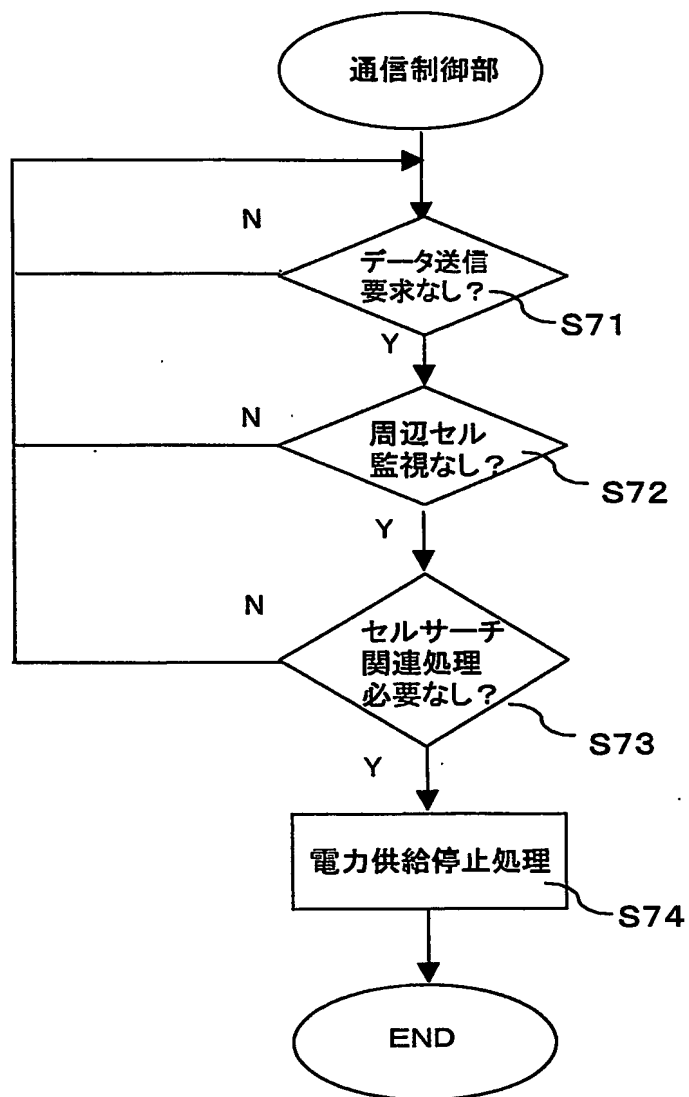 通信制御部
N
データ送信
要求なし？
S71
Y
N
周辺セル
監視なし？
S72
Y
N
セルサーチ
関連処理
必要なし？
S73
Y
電力供給停止処理
S74
END